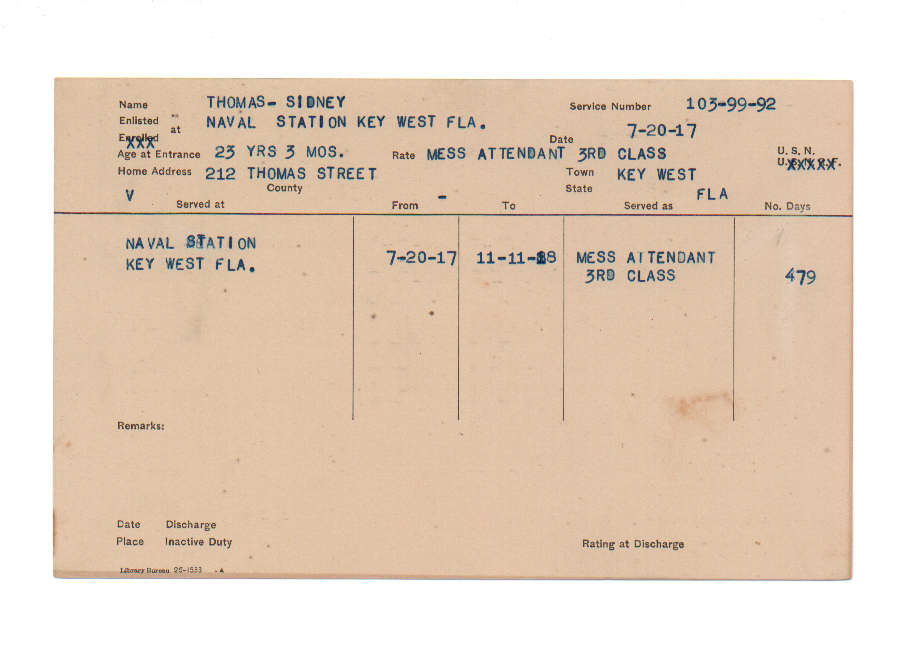 Name THOMAS- SIDNEY Service Number 103-99-92
Enlisted at NAVAL STATION KEY WEST FLA. Date 7-20-17
Enrolled XXX
Age at Entrance 23 YRS 3 MOS. Rate MESS ATTENDANT 3RD CLASS U. S. N.
Home Address 212 THOMAS STREET Town KEY WEST
County State FLA
V -
Served at From To Served as No. Days
NAVAL STATION
KEY WEST FLA. 7-20-17 11-11-18 MESS ATTENDANT
3RD CLASS 479
Remarks:
Date Discharge
Place Inactive Duty Rating at Discharge
Library Bureau 26-1533